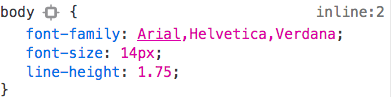 body { inline:2
font-family: Arial,Helvetica,Verdana;
font-size: 14px;
line-height: 1.75;
}